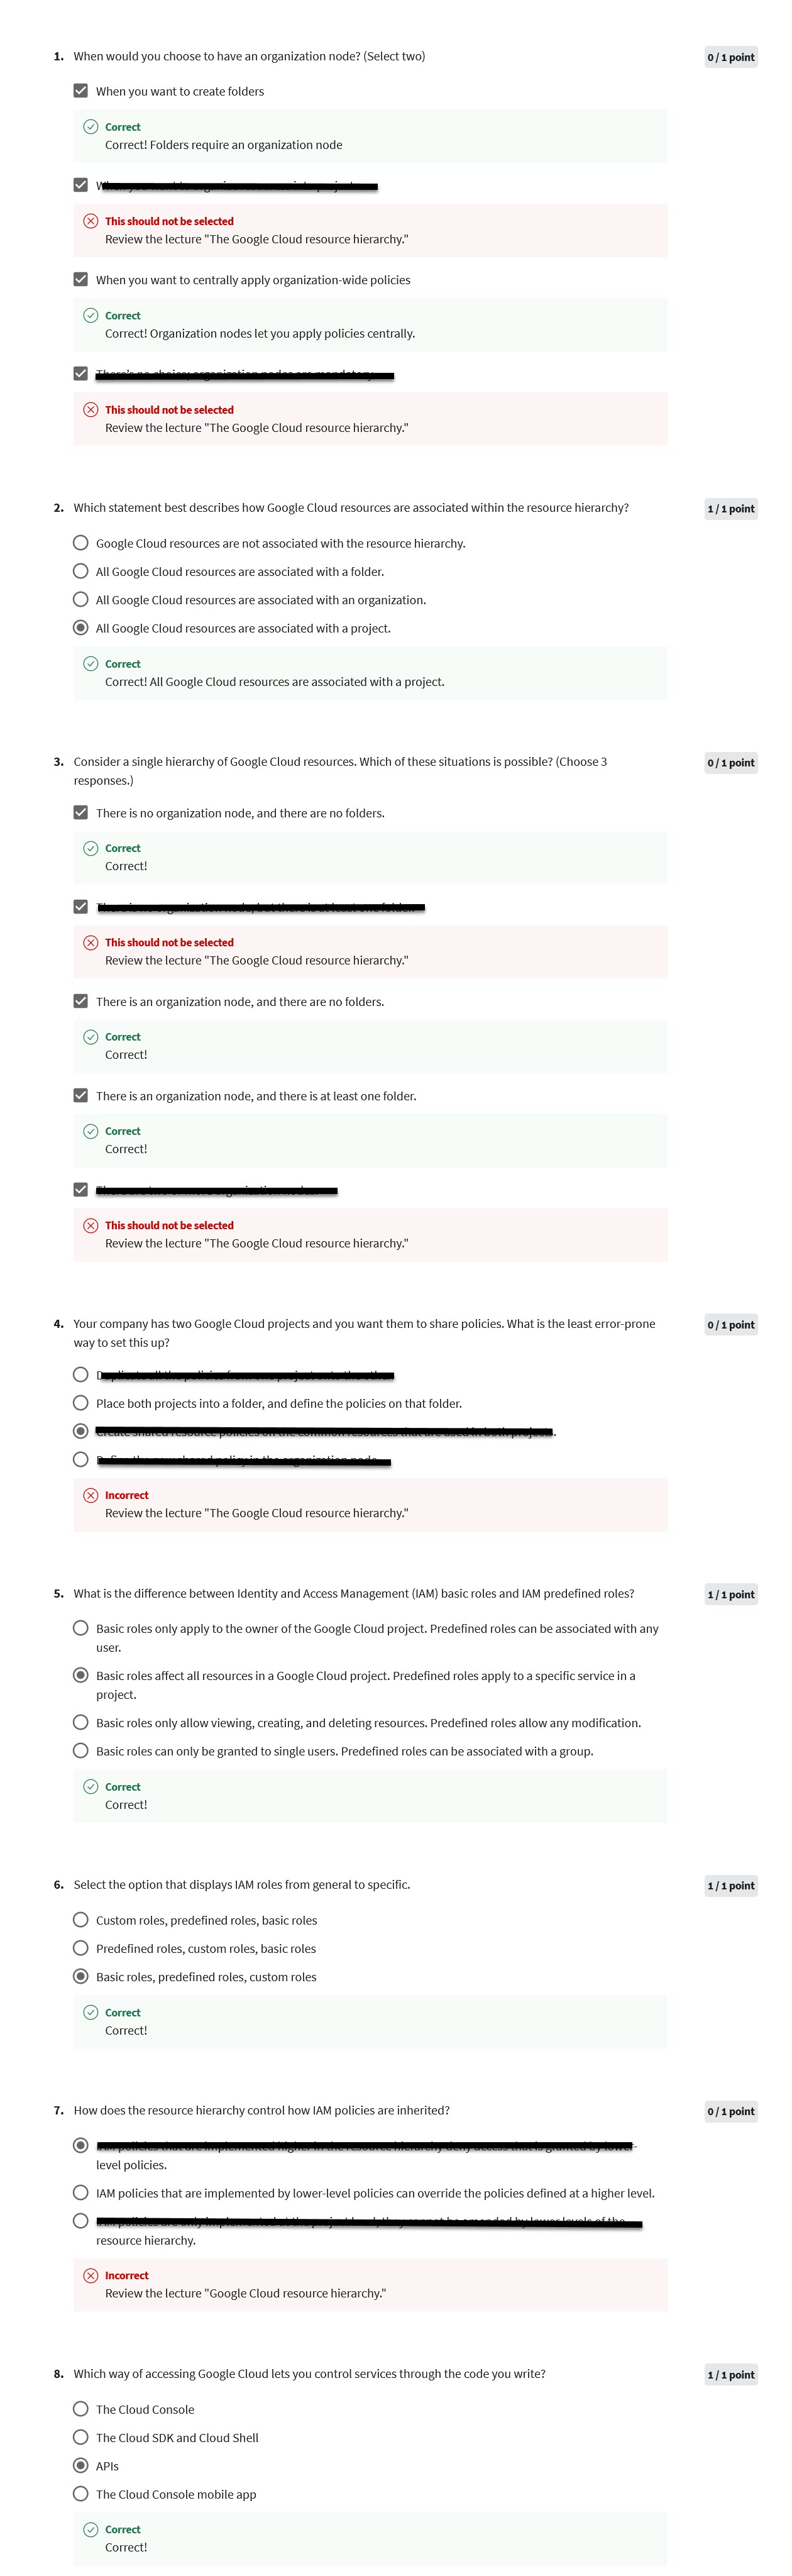 1. When would you choose to have an organization node? (Select two)
0 / 1 point
When you want to create folders
Correct
Correct! Folders require an organization node
This should not be selected
Review the lecture "The Google Cloud resource hierarchy."
When you want to centrally apply organization-wide policies
Correct
Correct! Organization nodes let you apply policies centrally.
This should not be selected
Review the lecture "The Google Cloud resource hierarchy."
2. Which statement best describes how Google Cloud resources are associated within the resource hierarchy?
1 / 1 point
Google Cloud resources are not associated with the resource hierarchy.
All Google Cloud resources are associated with a folder.
All Google Cloud resources are associated with an organization.
All Google Cloud resources are associated with a project.
Correct
Correct! All Google Cloud resources are associated with a project.
3. Consider a single hierarchy of Google Cloud resources. Which of these situations is possible? (Choose 3
responses.)
0 / 1 point
There is no organization node, and there are no folders.
Correct
Correct!
This should not be selected
Review the lecture "The Google Cloud resource hierarchy."
There is an organization node, and there are no folders.
Correct
Correct!
There is an organization node, and there is at least one folder.
Correct
Correct!
This should not be selected
Review the lecture "The Google Cloud resource hierarchy."
4. Your company has two Google Cloud projects and you want them to share policies. What is the least error-prone
way to set this up?
0 / 1 point
Place both projects into a folder, and define the policies on that folder.
Incorrect
Review the lecture "The Google Cloud resource hierarchy."
5. What is the difference between Identity and Access Management (IAM) basic roles and IAM predefined roles?
1 / 1 point
Basic roles only apply to the owner of the Google Cloud project. Predefined roles can be associated with any
user.
Basic roles affect all resources in a Google Cloud project. Predefined roles apply to a specific service in a
project.
Basic roles only allow viewing, creating, and deleting resources. Predefined roles allow any modification.
Basic roles can only be granted to single users. Predefined roles can be associated with a group.
Correct
Correct!
6. Select the option that displays IAM roles from general to specific.
1 / 1 point
Custom roles, predefined roles, basic roles
Predefined roles, custom roles, basic roles
Basic roles, predefined roles, custom roles
Correct
Correct!
7. How does the resource hierarchy control how IAM policies are inherited?
0 / 1 point
level policies.
IAM policies that are implemented by lower-level policies can override the policies defined at a higher level.
resource hierarchy.
Incorrect
Review the lecture "Google Cloud resource hierarchy."
8. Which way of accessing Google Cloud lets you control services through the code you write?
1 / 1 point
The Cloud Console
The Cloud SDK and Cloud Shell
APIs
The Cloud Console mobile app
Correct
Correct!